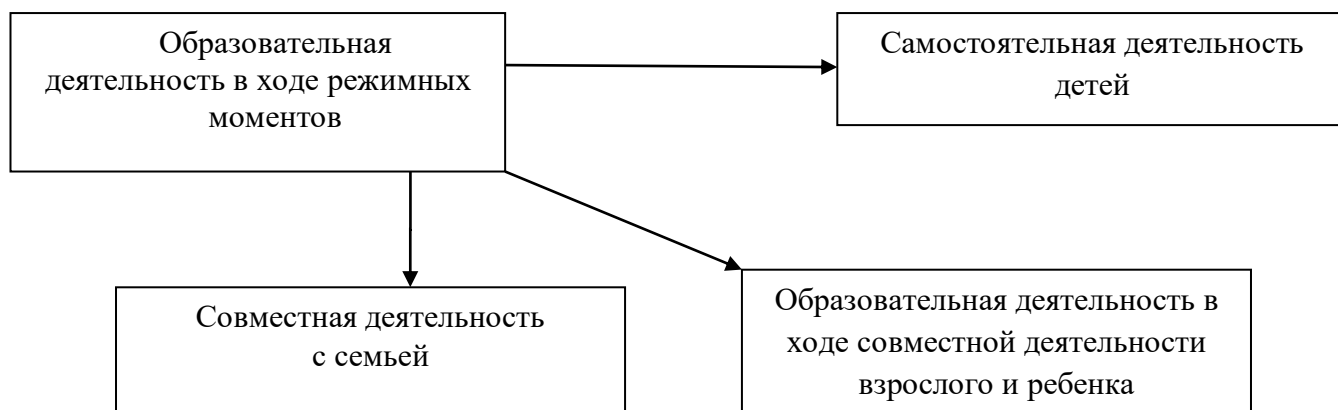 Образовательная
деятельность в ходе режимных
моментов
Самостоятельная деятельность
детей
Совместная деятельность
с семьей
Образовательная деятельность в
ходе совместной деятельности
взрослого и ребенка